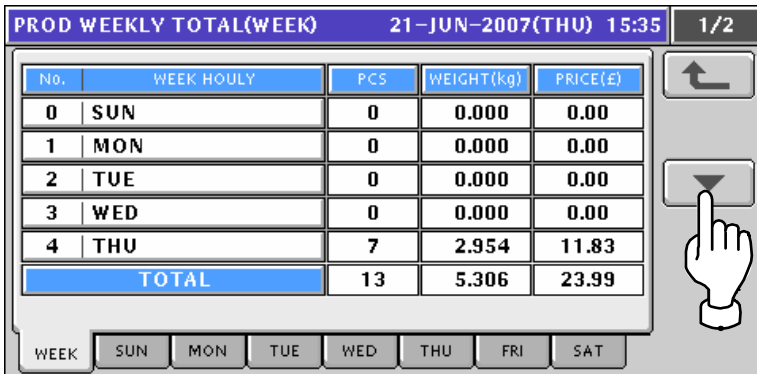 PROD WEEKLY TOTAL(WEEK) 21-JUN-2007(THU) 15:35 1/2
No. WEEK HOULY PCS WEIGHT(kg) PRICE(£)
0 SUN 0 0.000 0.00
1 MON 0 0.000 0.00
2 TUE 0 0.000 0.00
3 WED 0 0.000 0.00
4 THU 7 2.954 11.83
TOTAL 13 5.306 23.99
WEEK SUN MON TUE WED THU FRI SAT